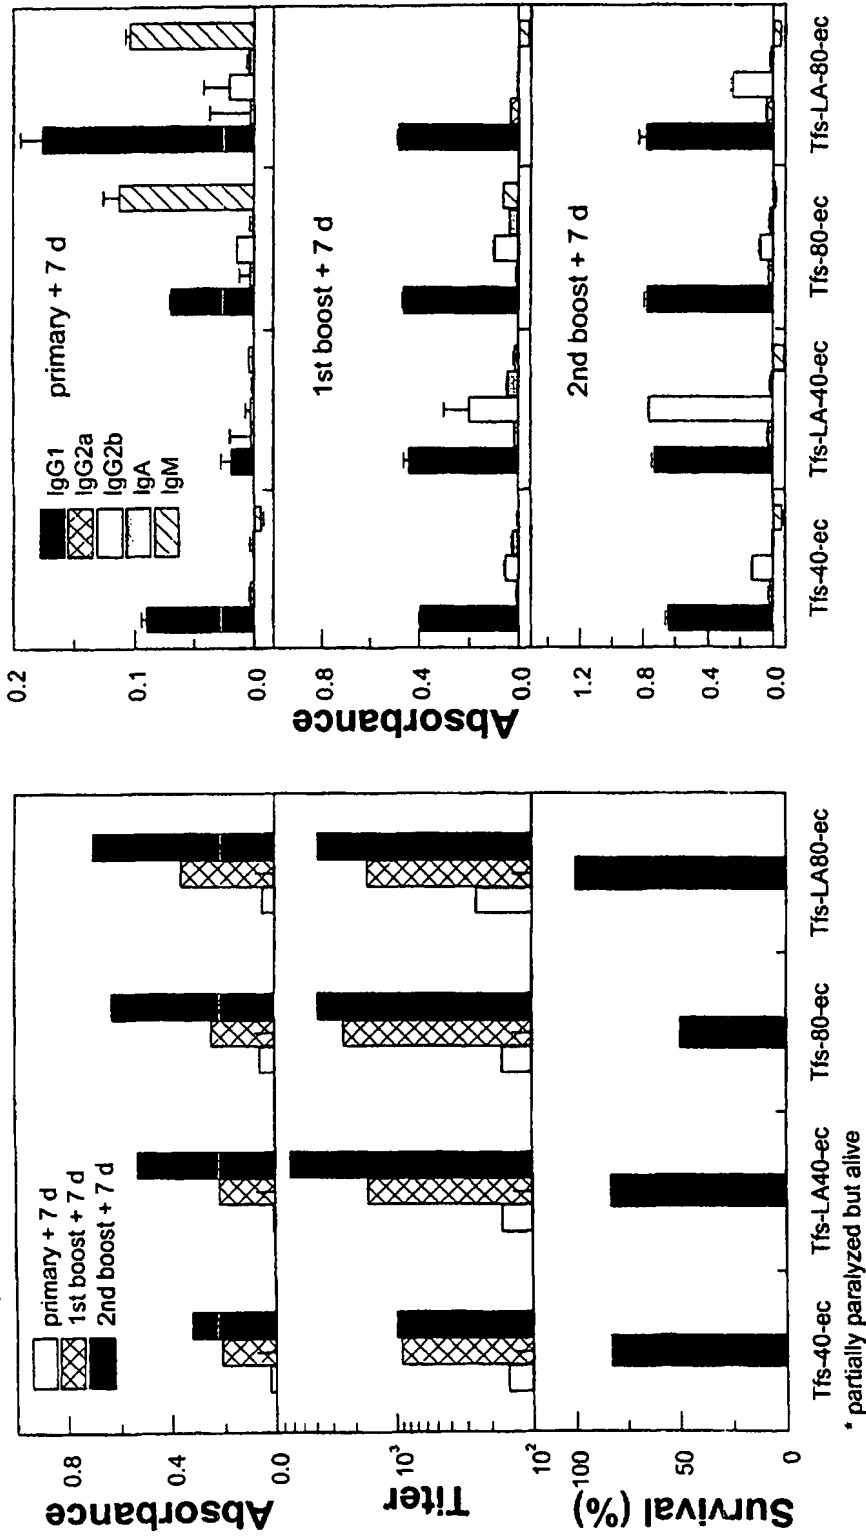 primary + 7 d
1st boost + 7 d
2nd boost + 7 d
0.8
0.4
0.0
Absorbance
10³
10²
Titer
100
50
0
Survival (%)
Tfs-40-ec
Tfs-LA40-ec
Tfs-80-ec
Tfs-LA80-ec
* partially paralyzed but alive
IgG1
IgG2a
IgG2b
IgA
IgM
primary + 7 d
0.2
0.1
0.0
1st boost + 7 d
0.8
0.4
0.0
Absorbance
2nd boost + 7 d
1.2
0.8
0.4
0.0
Tfs-40-ec
Tfs-LA-40-ec
Tfs-80-ec
Tfs-LA-80-ec